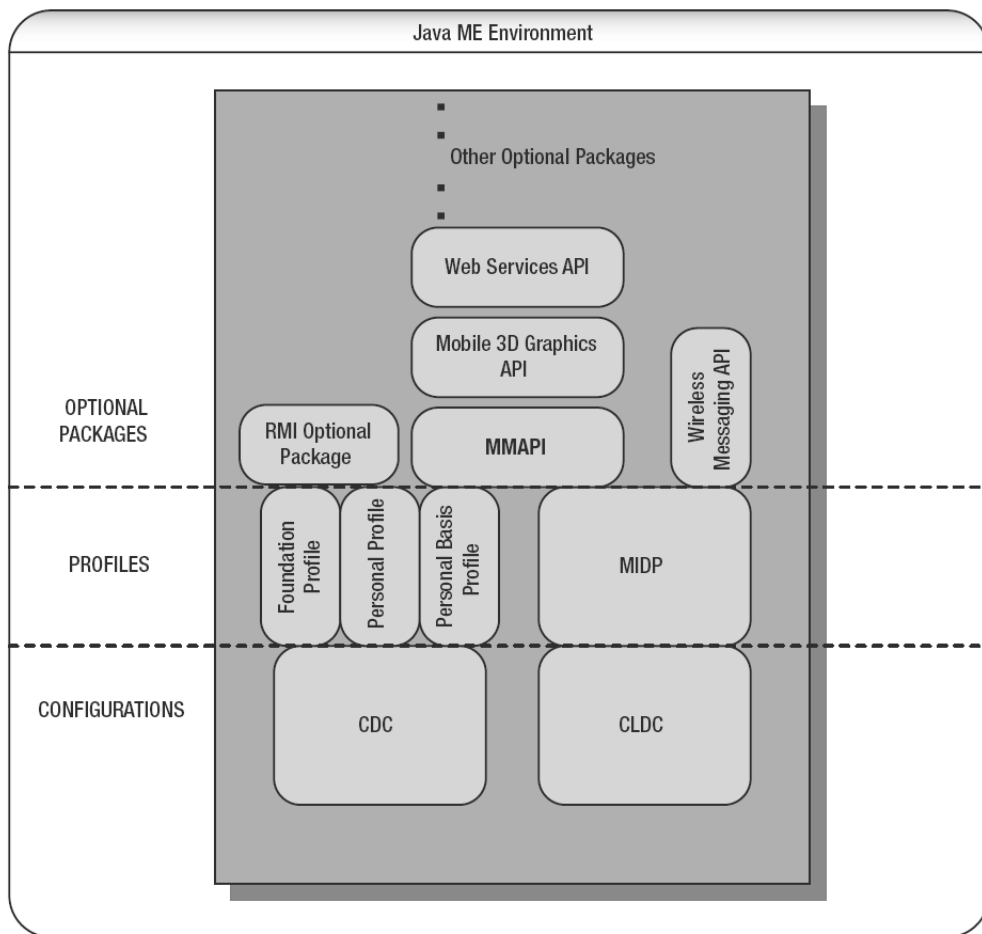 Java ME Environment
Other Optional Packages
Web Services API
Mobile 3D Graphics
API
Wireless
Messaging API
OPTIONAL
PACKAGES
RMI Optional
Package
MMAPI
PROFILES
Foundation
Profile
Personal Profile
Personal Basis
Profile
MIDP
CONFIGURATIONS
CDC
CLDC